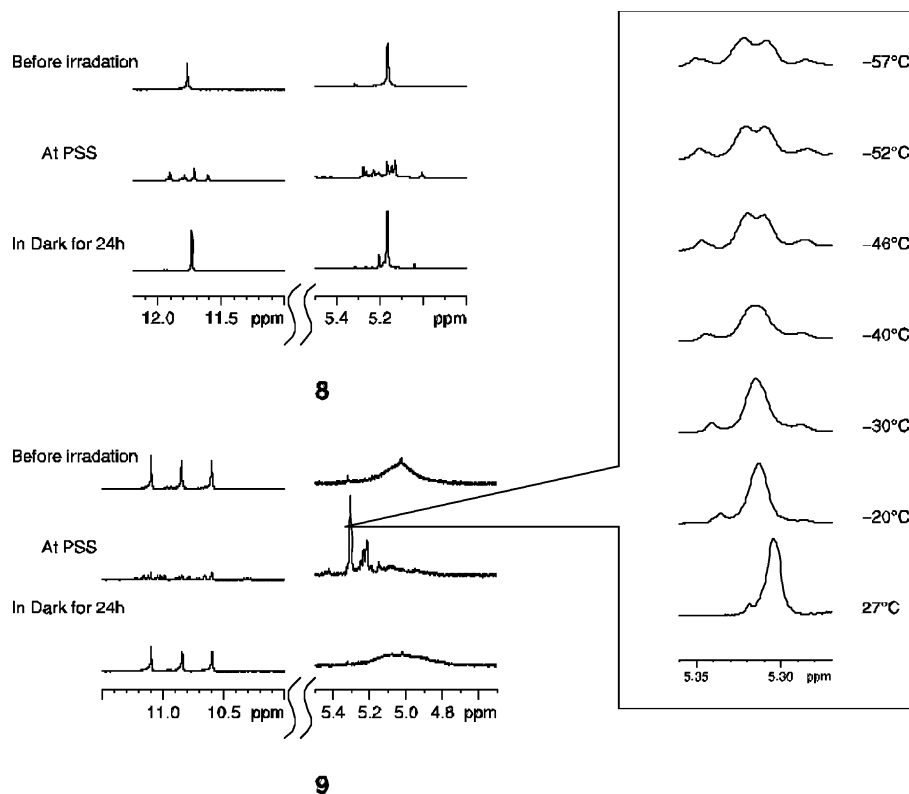 Before irradiation
At PSS
In Dark for 24h
12.0 11.5 ppm 5.4 5.2 ppm
8
Before irradiation
At PSS
In Dark for 24h
11.0 10.5 ppm 5.4 5.2 5.0 4.8 ppm
9
−57°C
−52°C
−46°C
−40°C
−30°C
−20°C
27°C
5.35 5.30 ppm